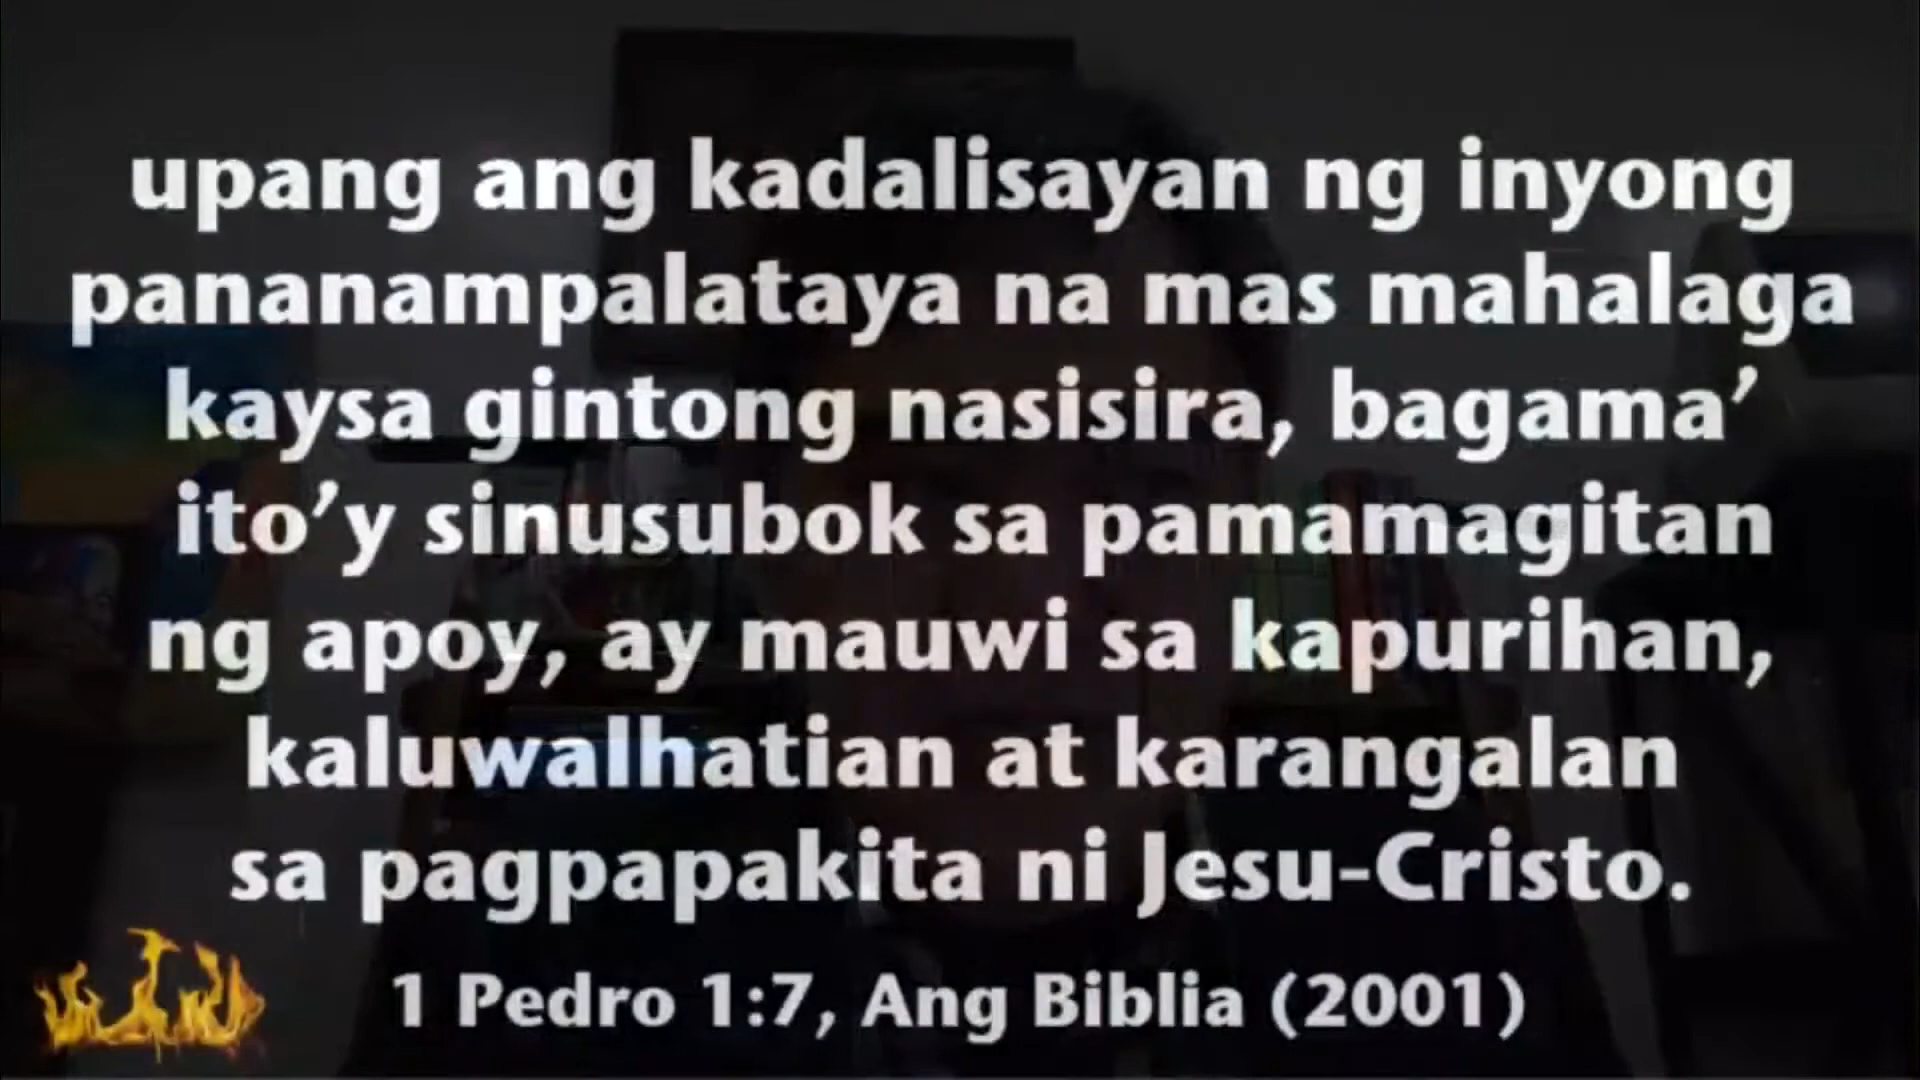 upang ang kadalisayan ng inyong
pananampalataya na mas mahalaga
kaysa gintong nasisira, bagama’
ito’y sinusubok sa pamamagitan
ng apoy, ay mauwi sa kapurihan,
kaluwalhatian at karangalan
sa pagpapakita ni Jesu-Cristo.
1 Pedro 1:7, Ang Biblia (2001)